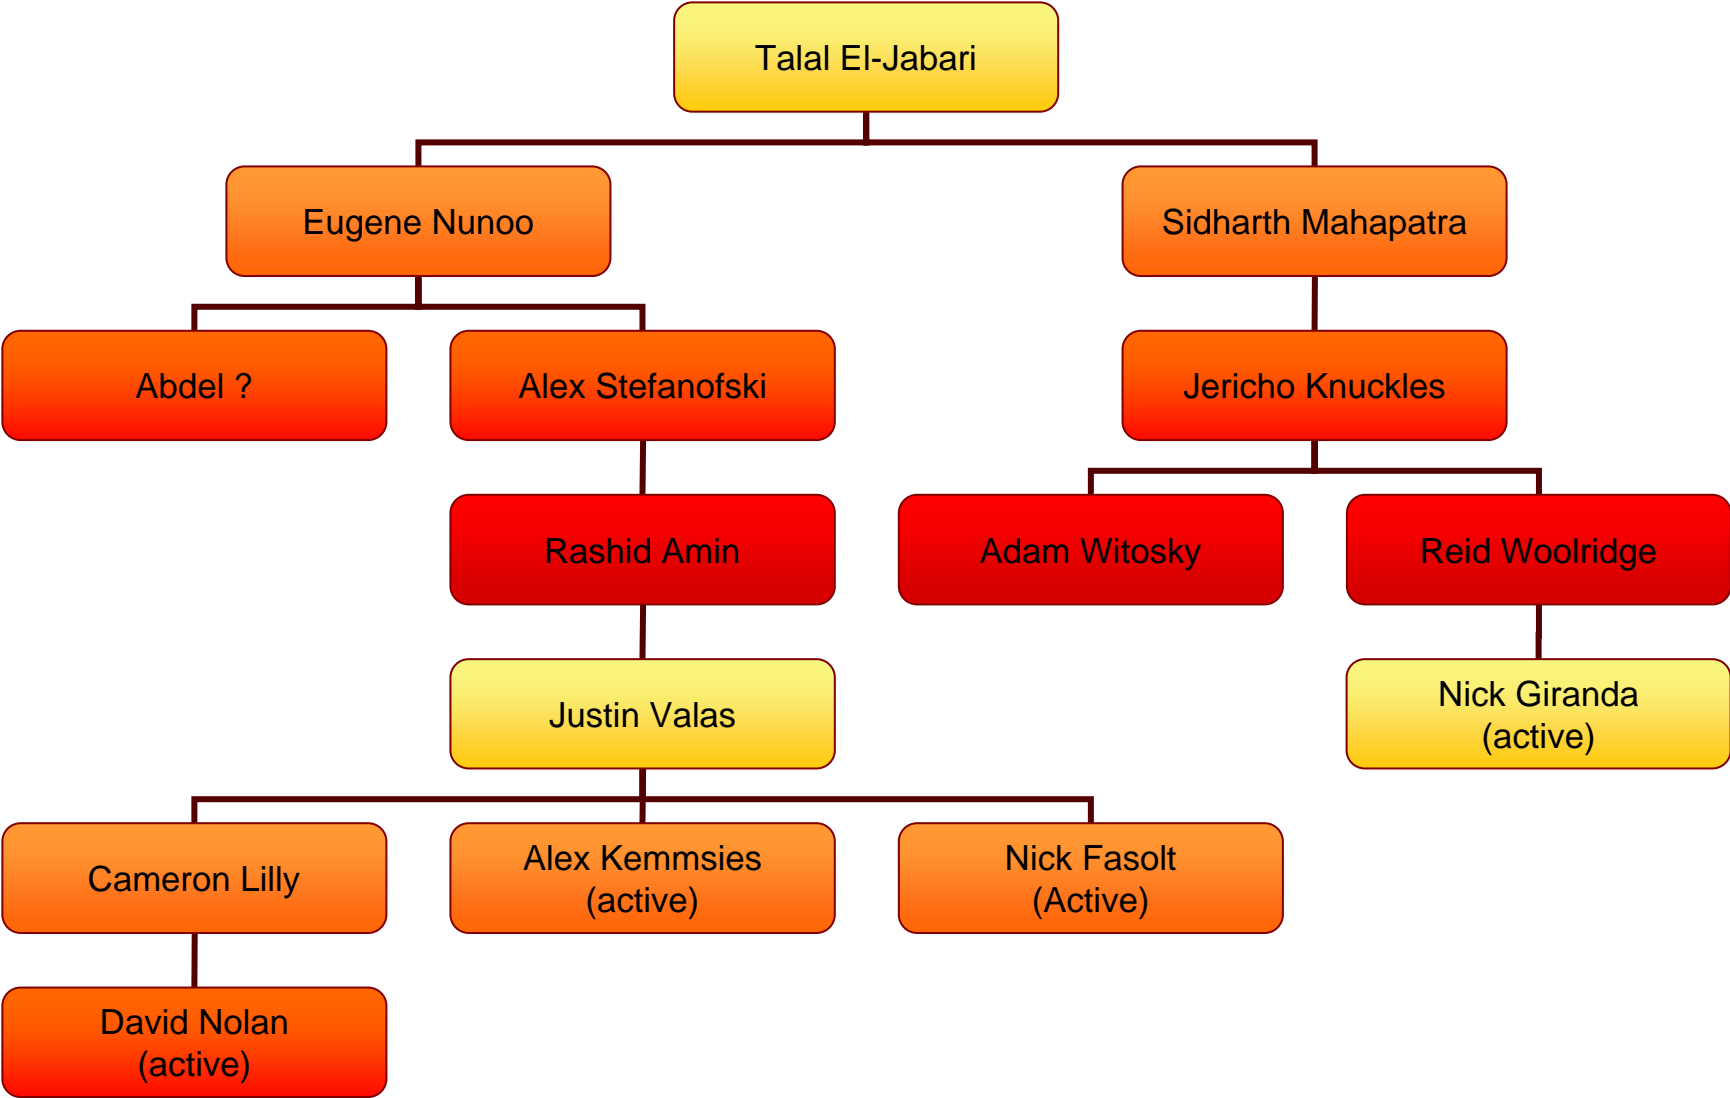 Talal El-Jabari
Eugene Nunoo
Sidharth Mahapatra
Abdel ?
Alex Stefanofski
Jericho Knuckles
Rashid Amin
Adam Witosky
Reid Woolridge
Justin Valas
Nick Giranda
(active)
Cameron Lilly
Alex Kemmsies
(active)
Nick Fasolt
(Active)
David Nolan
(active)